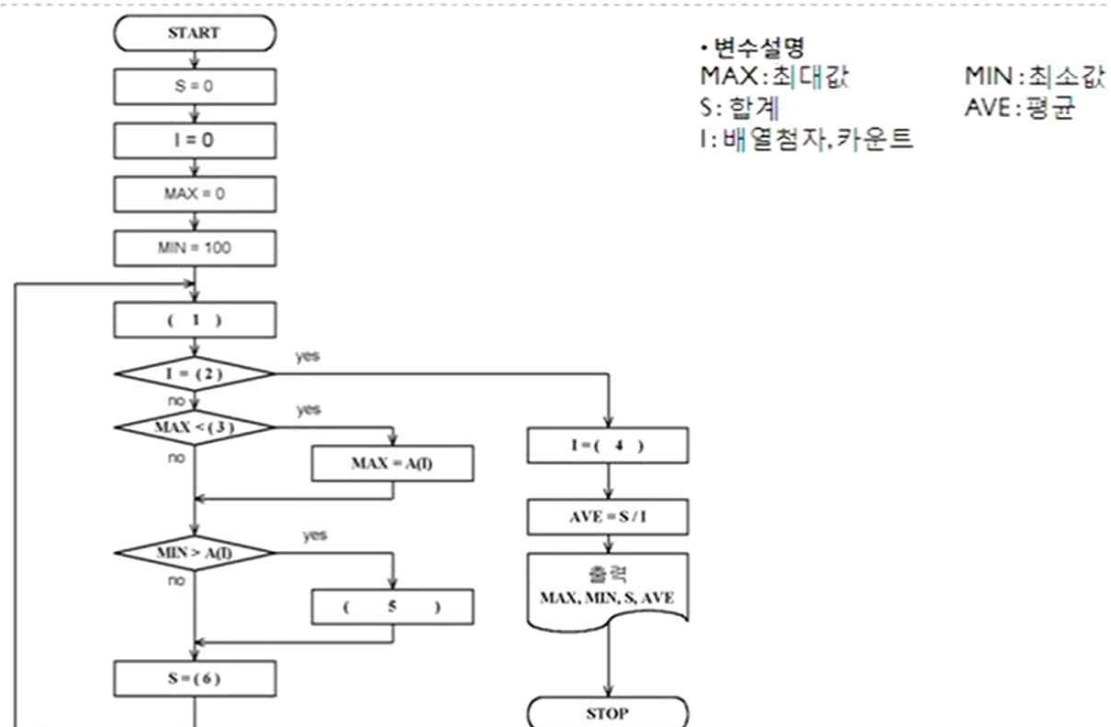 START
S = 0
I = 0
MAX = 0
MIN = 100
( 1 )
I = ( 2 )
yes
no
MAX < ( 3 )
yes
no
MAX = A(I)
MIN > A(I)
yes
no
( 5 )
S = ( 6 )
I = ( 4 )
AVE = S / I
출력
MAX, MIN, S, AVE
STOP
• 변수설명
MAX : 최대값 MIN : 최소값
S : 합계 AVE : 평균
I : 배열첨자, 카운트